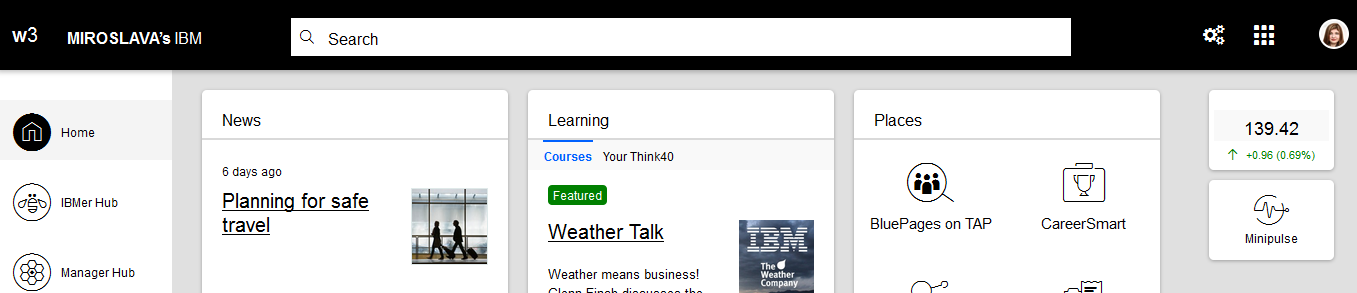 w3
MIROSLAVA's IBM
Search
Home
IBMer Hub
Manager Hub
News
6 days ago
Planning for safe
travel
Learning
Courses Your Think40
Featured
Weather Talk
Weather means business!
Glenn Finch discusses the
IBM
The
Weather
Company
Places
BluePages on TAP
CareerSmart
139.42
+0.96 (0.69%)
Minipulse